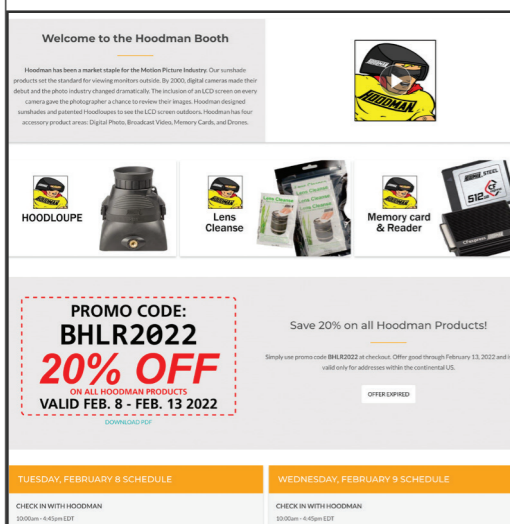 Welcome to the Hoodman Booth
Hoodman has been a market staple for the Motion Picture Industry. Our sunshade
products set the standard for viewing monitors outside. By 2000, digital cameras made their
debut and the photo industry changed dramatically. The inclusion of an LCD screen on every
camera gave the photographer a chance to review their images. Hoodman designed
sunshades and patented Hoodloupes to see the LCD screen outdoors. Hoodman has four
accessory product areas: Digital Photo, Broadcast Video, Memory Cards, and Drones.
HOODMAN
HOODLOUPE
Lens
Cleanse
Lens Cleanse
Lens Cleanse
Memory card
& Reader
STEEL
512
PROMO CODE:
BHLR2022
20% OFF
ON ALL HOODMAN PRODUCTS
VALID FEB. 8 - FEB. 13 2022
DOWNLOAD PDF
Save 20% on all Hoodman Products!
Simply use promo code BHLR2022 at checkout. Offer good through February 13, 2022 and i
valid only for addresses within the continental US.
OFFER EXPIRED
TUESDAY, FEBRUARY 8 SCHEDULE
CHECK IN WITH HOODMAN
10:00am - 4:45pm EDT
WEDNESDAY, FEBRUARY 9 SCHEDULE
CHECK IN WITH HOODMAN
10:00am - 4:45pm EDT